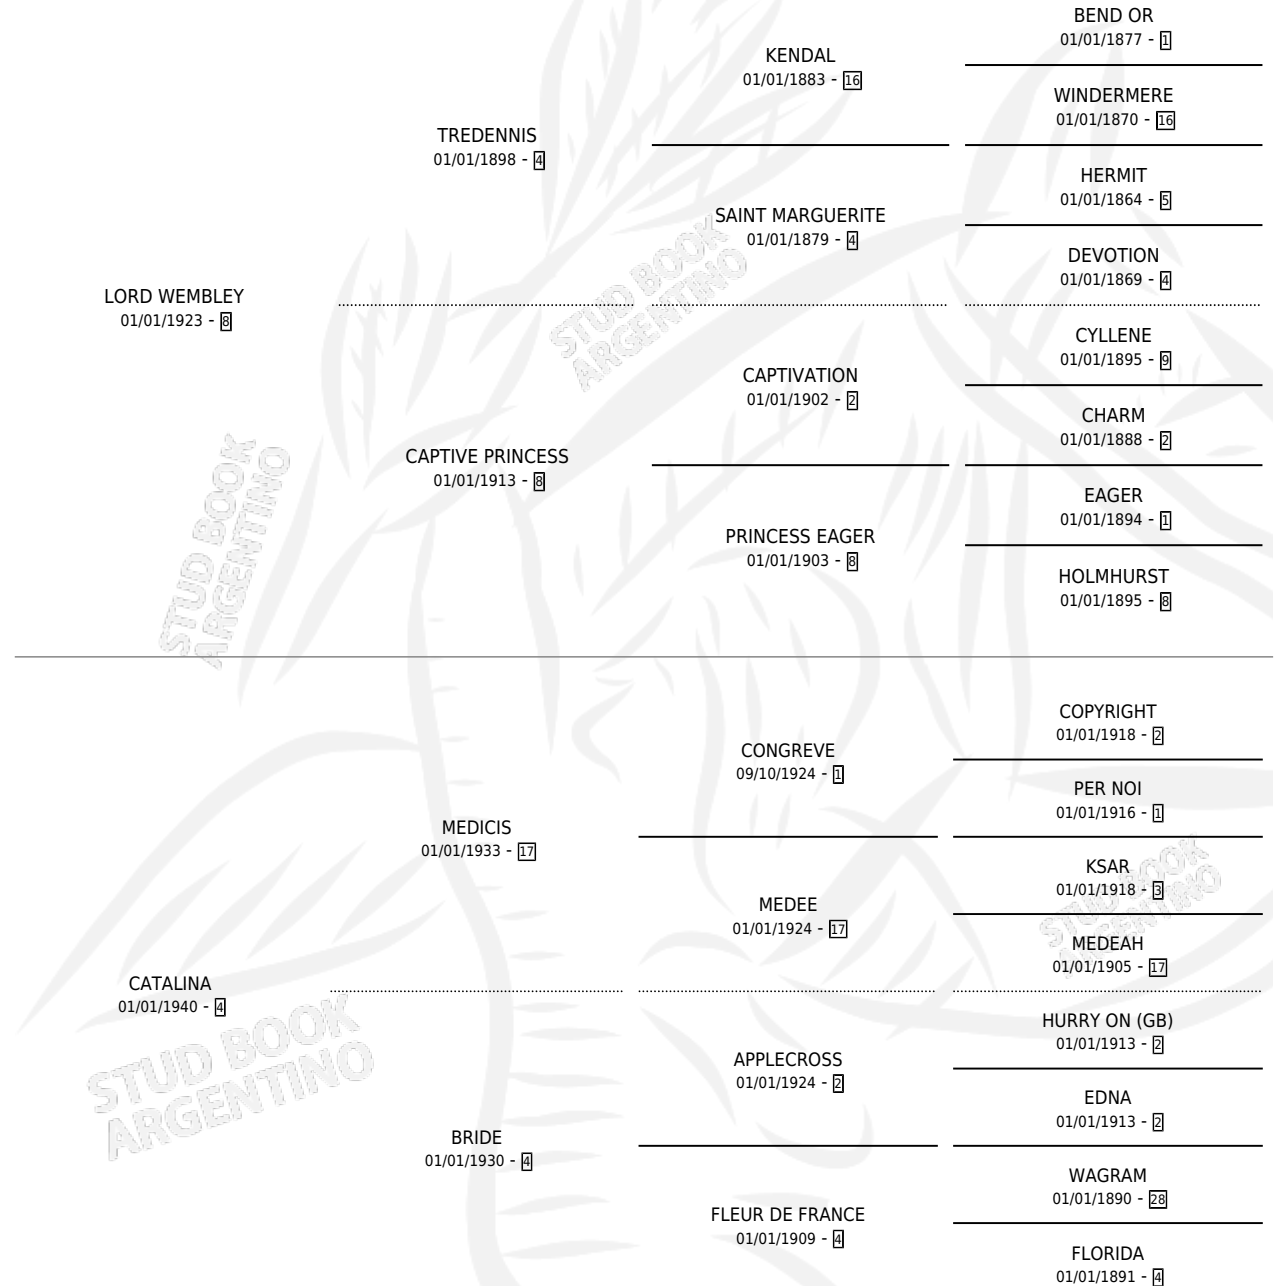 BEND OR
01/01/1877 - 1
KENDAL
01/01/1883 - 16
WINDERMERE
01/01/1870 - 16
TREDENNIS
01/01/1898 - 4
HERMIT
01/01/1864 - 5
SAINT MARGUERITE
01/01/1879 - 4
DEVOTION
01/01/1869 - 4
LORD WEMBLEY
01/01/1923 - 8
CYLLENE
01/01/1895 - 9
CAPTIVATION
01/01/1902 - 2
CHARM
01/01/1888 - 2
CAPTIVE PRINCESS
01/01/1913 - 8
EAGER
01/01/1894 - 1
PRINCESS EAGER
01/01/1903 - 8
HOLMHURST
01/01/1895 - 8
COPYRIGHT
01/01/1918 - 2
CONGREVE
09/10/1924 - 1
PER NOI
01/01/1916 - 1
MEDICIS
01/01/1933 - 17
KSAR
01/01/1918 - 3
MEDEE
01/01/1924 - 17
MEDEAH
01/01/1905 - 17
CATALINA
01/01/1940 - 4
HURRY ON (GB)
01/01/1913 - 2
APPLECROSS
01/01/1924 - 2
EDNA
01/01/1913 - 2
BRIDE
01/01/1930 - 4
WAGRAM
01/01/1890 - 28
FLEUR DE FRANCE
01/01/1909 - 4
FLORIDA
01/01/1891 - 4
STUD BOOK
ARGENTINO
STUD BOOK
ARGENTINO
STUD BOOK
ARGENTINO
STUD BOOK
ARGENTINO